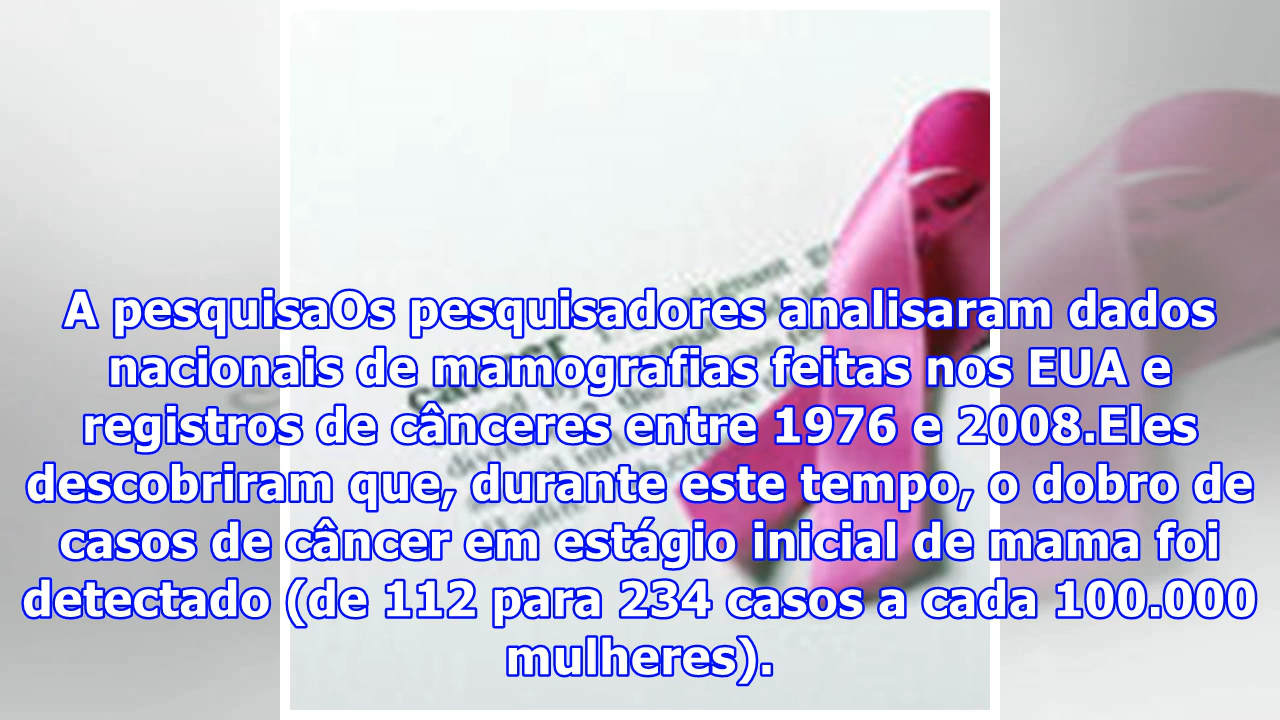 A pesquisaOs pesquisadores analisaram dados
nacionais de mamografias feitas nos EUA e
registros de cânceres entre 1976 e 2008.Eles
descobriram que, durante este tempo, o dobro de
casos de câncer em estágio inicial de mama foi
detectado (de 112 para 234 casos a cada 100.000
mulheres).